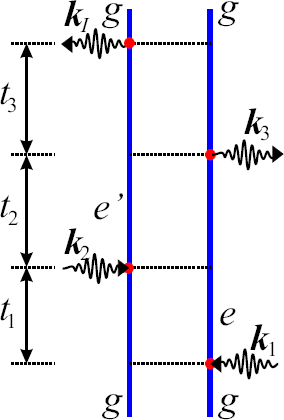 k_I g g
t_3
k_3
t_2 e'
k_2
t_1 e k_1
g g